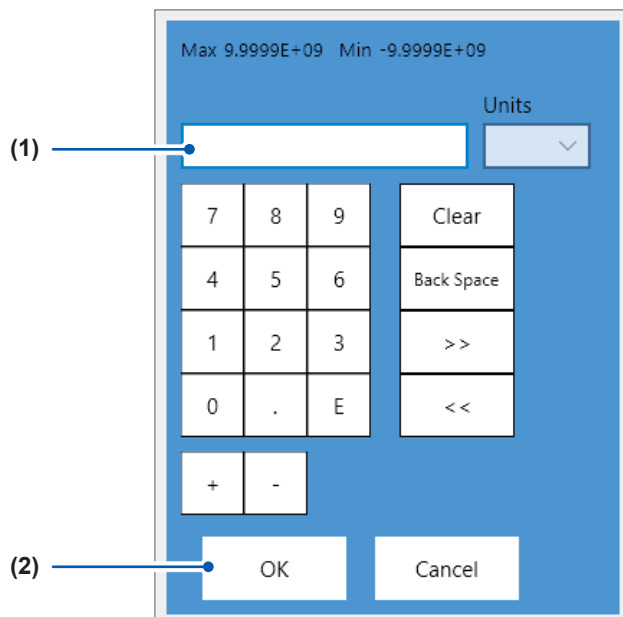 Max 9.9999E+09 Min -9.9999E+09
Units
(1)
7 8 9 Clear
4 5 6 Back Space
1 2 3 >>
0 . E <<
+ -
(2) OK Cancel